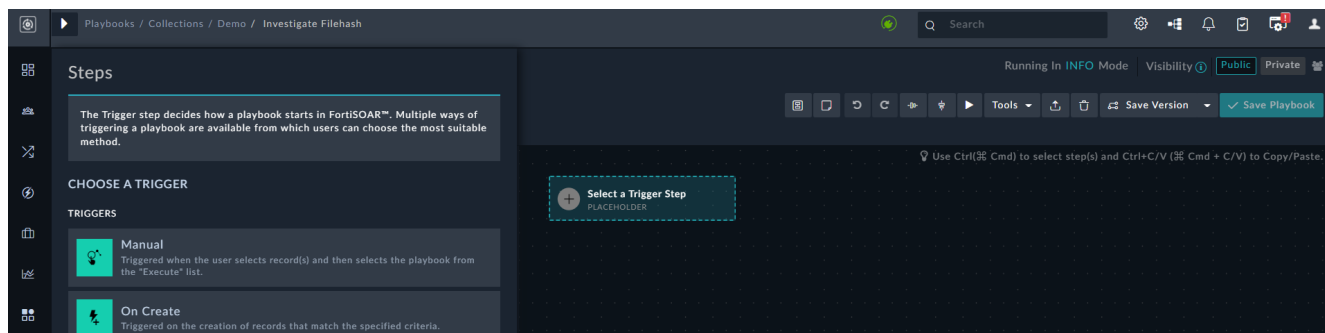 Playbooks / Collections / Demo / Investigate Filehash
Search
Steps
Running In INFO Mode
Visibility
Public
Private
The Trigger step decides how a playbook starts in FortiSOAR™. Multiple ways of
triggering a playbook are available from which users can choose the most suitable
method.
Tools
Save Version
Save Playbook
Use Ctrl(⌘ Cmd) to select step(s) and Ctrl+C/V (⌘ Cmd + C/V) to Copy/Paste.
CHOOSE A TRIGGER
Select a Trigger Step
PLACEHOLDER
TRIGGERS
Manual
Triggered when the user selects record(s) and then selects the playbook from
the "Execute" list.
On Create
Triggered on the creation of records that match the specified criteria.